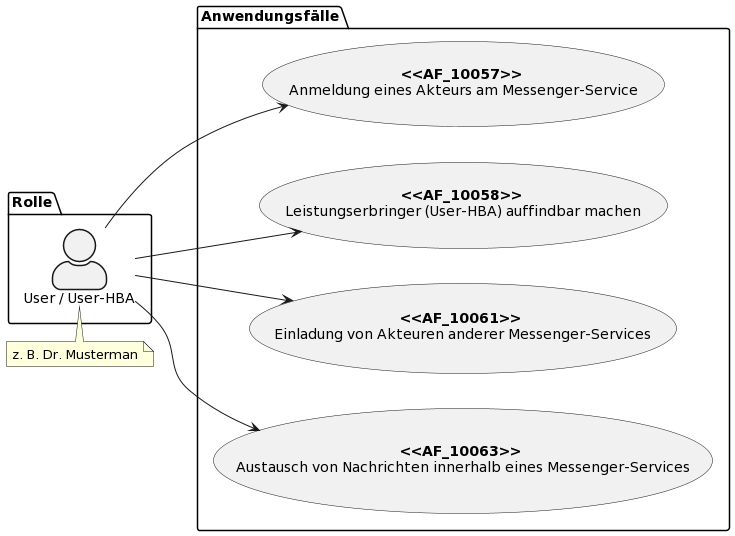 Anwendungsfälle
<<AF_10057>>
Anmeldung eines Akteurs am Messenger-Service
<<AF_10058>>
Leistungserbringer (User-HBA) auffindbar machen
Rolle
User / User-HBA
<<AF_10061>>
Einladung von Akteuren anderer Messenger-Services
z. B. Dr. Musterman
<<AF_10063>>
Austausch von Nachrichten innerhalb eines Messenger-Services